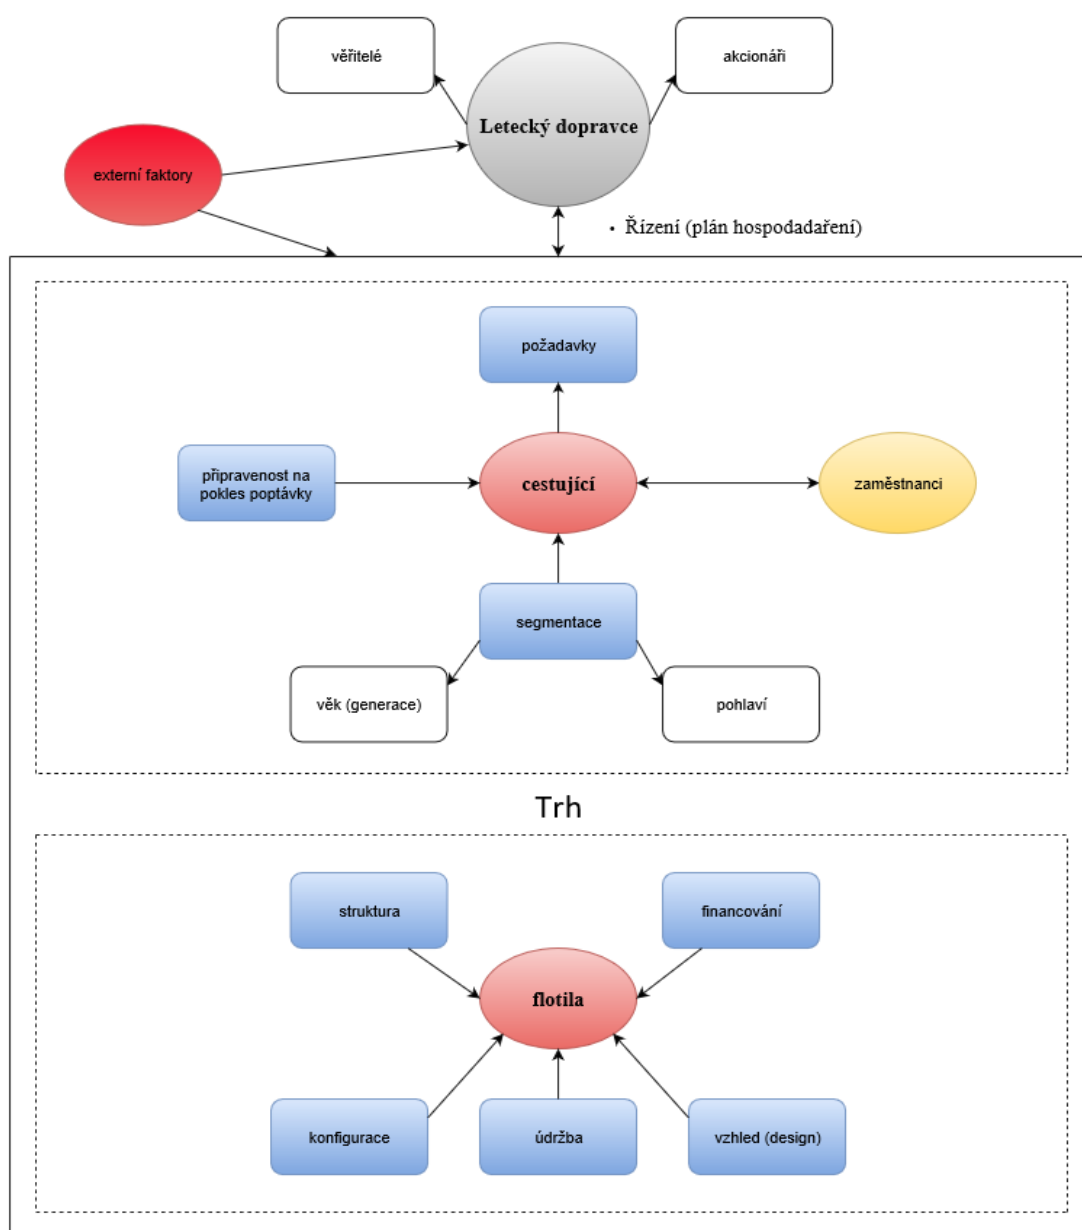 věřitelé
akcionáři
Letecký dopravce
externí faktory
• Řízení (plán hospodadaření)
požadavky
připravenost na
pokles poptávky
cestující
zaměstnanci
segmentace
věk (generace)
pohlaví
Trh
struktura
financování
flotila
konfigurace
údržba
vzhled (design)